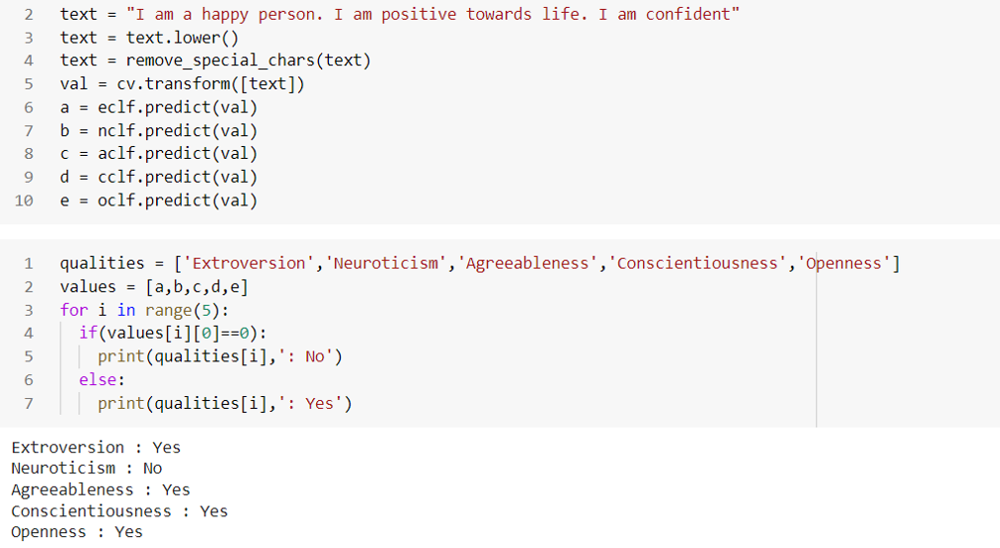 2 text = "I am a happy person. I am positive towards life. I am confident"
3 text = text.lower()
4 text = remove_special_chars(text)
5 val = cv.transform([text])
6 a = eclf.predict(val)
7 b = nclf.predict(val)
8 c = aclf.predict(val)
9 d = cclf.predict(val)
10 e = oclf.predict(val)
1 qualities = ['Extroversion','Neuroticism','Agreeableness','Conscientiousness','Openness']
2 values = [a,b,c,d,e]
3 for i in range(5):
4   if(values[i][0]==0):
5     print(qualities[i],': No')
6   else:
7     print(qualities[i],': Yes')
Extroversion : Yes
Neuroticism : No
Agreeableness : Yes
Conscientiousness : Yes
Openness : Yes